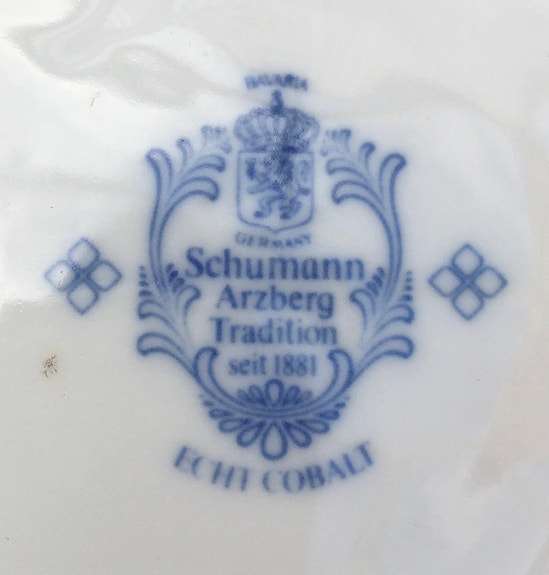 BAVARIA
GERMANY
Schumann
Arzberg
Tradition
seit 1881
ECHT COBALT